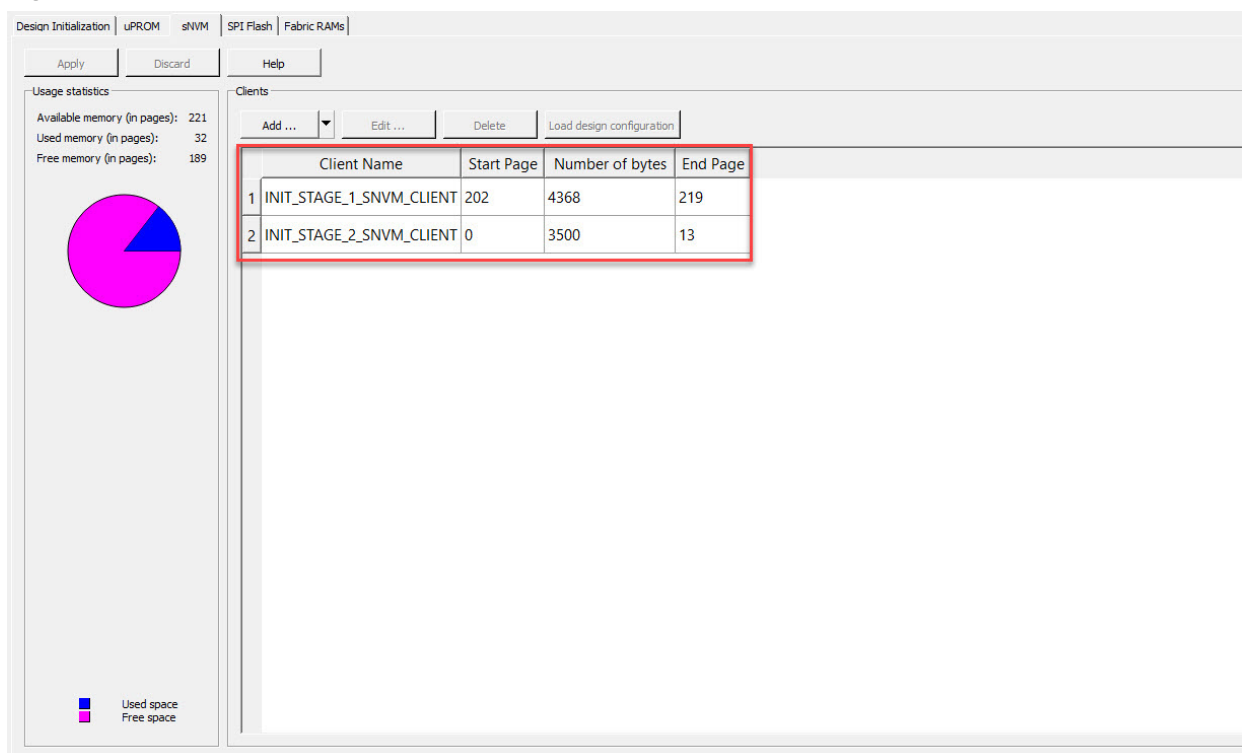 Design Initialization uPROM sNVM SPI Flash Fabric RAMs
Apply Discard Help
Usage statistics
Available memory (in pages): 221
Used memory (in pages): 32
Free memory (in pages): 189
Used space
Free space
Clients
Add ... Edit ... Delete Load design configuration
Client Name Start Page Number of bytes End Page
1 INIT_STAGE_1_SNVM_CLIENT 202 4368 219
2 INIT_STAGE_2_SNVM_CLIENT 0 3500 13